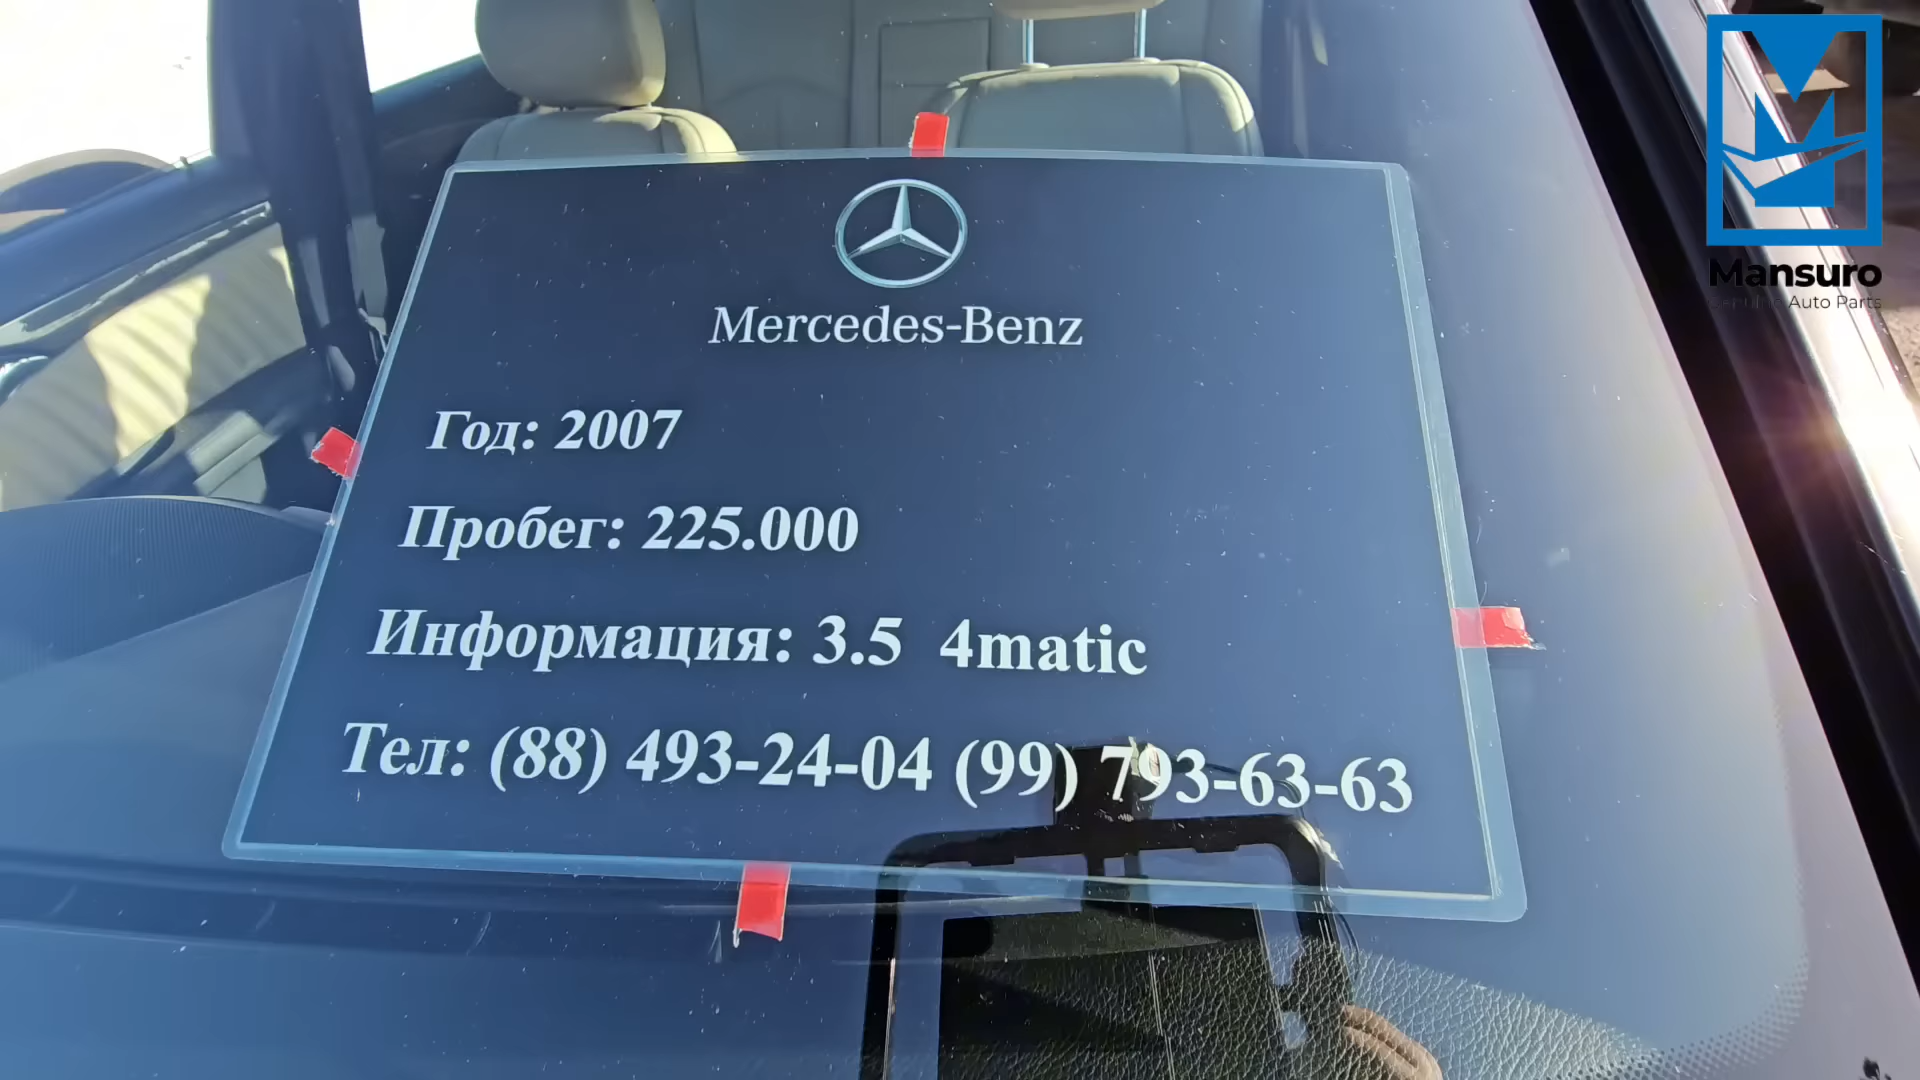 Mansuro
Genuine Auto Parts
Mercedes-Benz
Год: 2007
Пробег: 225.000
Информация: 3.5 4matic
Тел: (88) 493-24-04 (99) 793-63-63